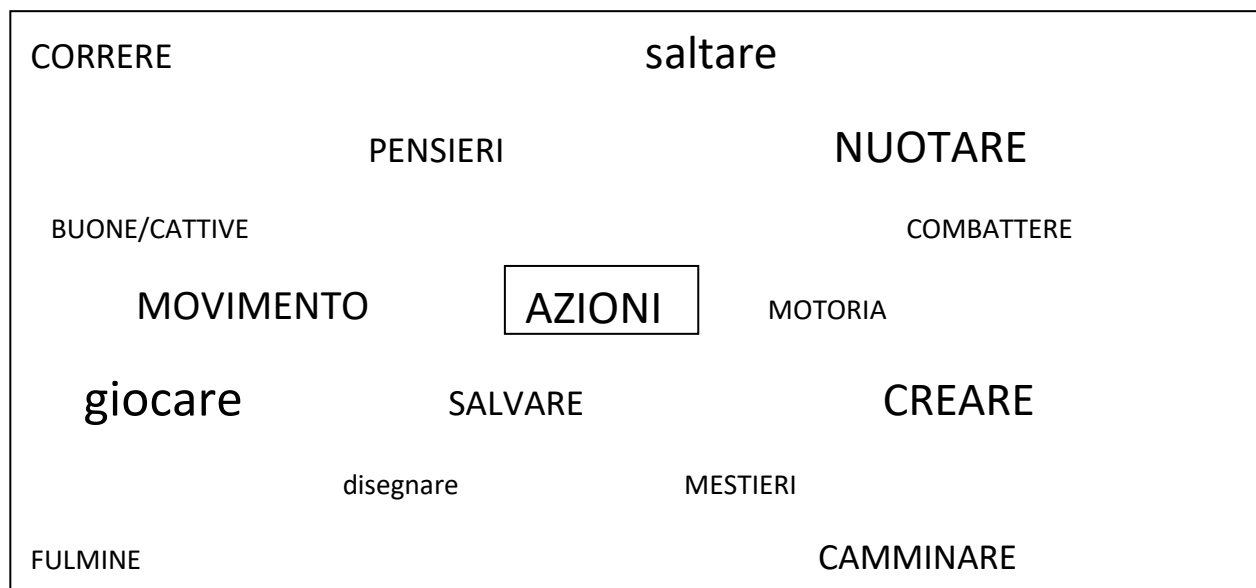 CORRERE saltare
PENSIERI NUOTARE
BUONE/CATTIVE COMBATTERE
MOVIMENTO AZIONI MOTORIA
giocare SALVARE CREARE
disegnare MESTIERI
FULMINE CAMMINARE